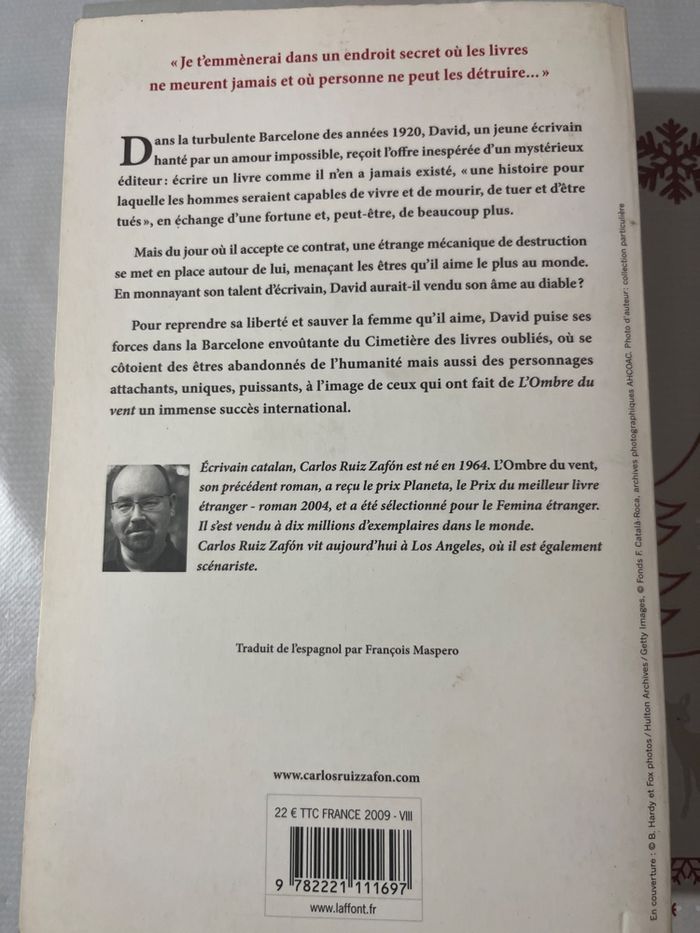 « Je t'emmènerai dans un endroit secret où les livres
ne meurent jamais et où personne ne peut les détruire... »
Dans la turbulente Barcelone des années 1920, David, un jeune écrivain
hanté par un amour impossible, reçoit l'offre inespérée d'un mystérieux
éditeur : écrire un livre comme il n'en a jamais existé, « une histoire pour
laquelle les hommes seraient capables de vivre et de mourir, de tuer et d'être
tués », en échange d'une fortune et, peut-être, de beaucoup plus.
Mais du jour où il accepte ce contrat, une étrange mécanique de destruction
se met en place autour de lui, menaçant les êtres qu'il aime le plus au monde.
En monnayant son talent d'écrivain, David aurait-il vendu son âme au diable ?
Pour reprendre sa liberté et sauver la femme qu'il aime, David puise ses
forces dans la Barcelone envoûtante du Cimetière des livres oubliés, où se
côtoient des êtres abandonnés de l'humanité mais aussi des personnages
attachants, uniques, puissants, à l'image de ceux qui ont fait de L'Ombre du
vent un immense succès international.
Écrivain catalan, Carlos Ruiz Zafón est né en 1964. L'Ombre du vent,
son précédent roman, a reçu le prix Planeta, le Prix du meilleur livre
étranger - roman 2004, et a été sélectionné pour le Femina étranger.
Il s'est vendu à dix millions d'exemplaires dans le monde.
Carlos Ruiz Zafón vit aujourd'hui à Los Angeles, où il est également
scénariste.
Traduit de l'espagnol par François Maspero
www.carlosruizzafon.com
22 € TTC FRANCE 2009 - VIII
9 782221 111697
www.laffont.fr
En couverture : © B. Hardy et Fox photos / Hulton Archives / Getty Images. © Fonds F. Català Roca, archives photographiques AHCOAC. Photo d'auteur : collection particulière